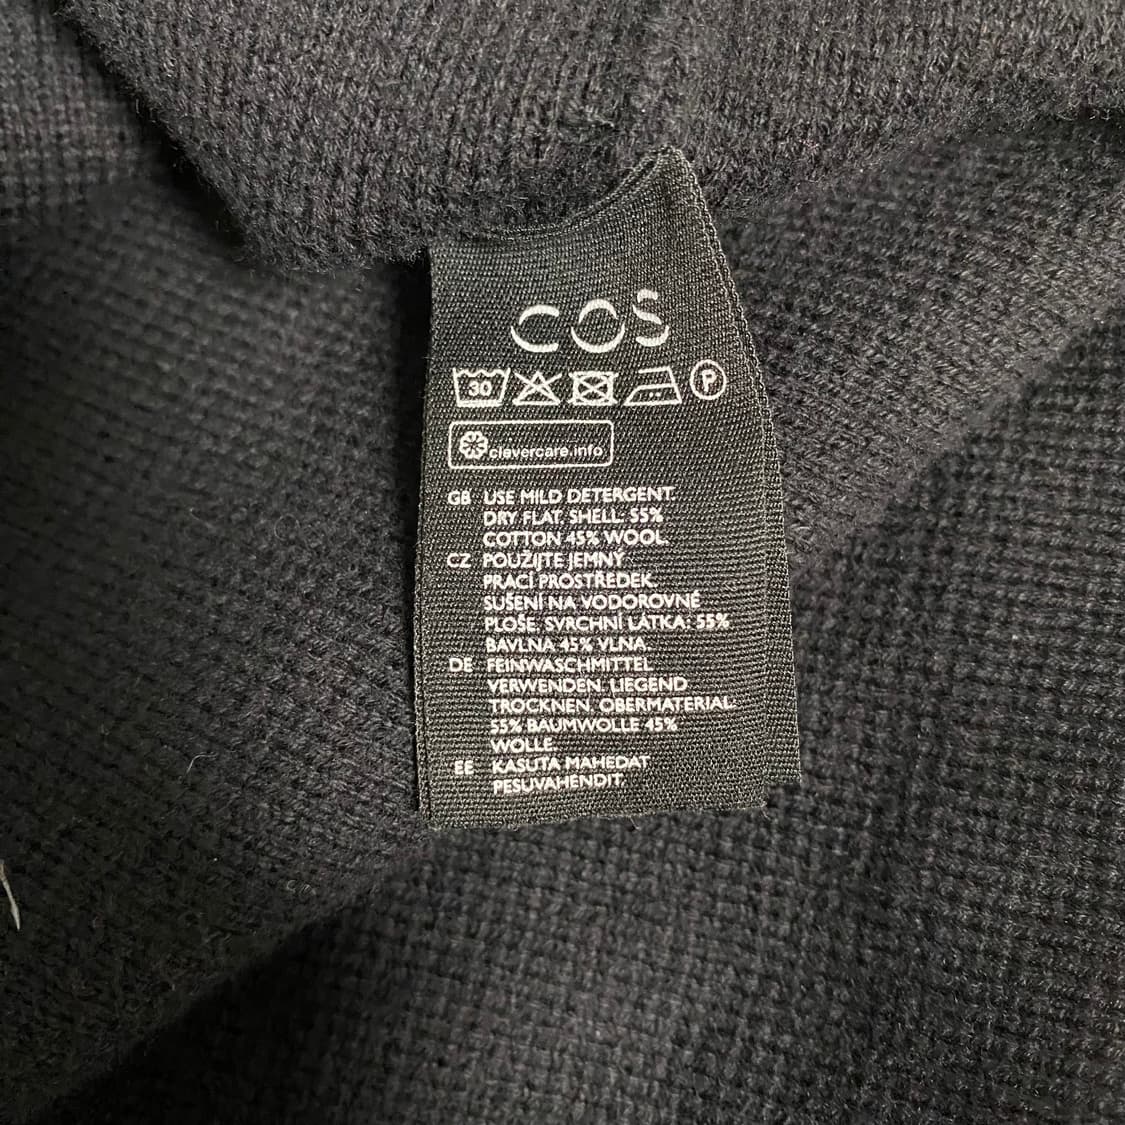 COS
30 P
clevercare.info
GB USE MILD DETERGENT.
DRY FLAT. SHELL: 55%
COTTON 45% WOOL.
CZ POUŽIJTE JEMNÝ
PRACÍ PROSTŘEDEK.
SUŠENÍ NA VODOROVNÉ
PLOŠE. SVRCHNÍ LÁTKA: 55%
BAVLNA 45% VLNA.
DE FEINWASCHMITTEL
VERWENDEN. LIEGEND
TROCKNEN. OBERMATERIAL:
55% BAUMWOLLE 45%
WOLLE.
EE KASUTA MAHEDAT
PESUVAHENDIT.